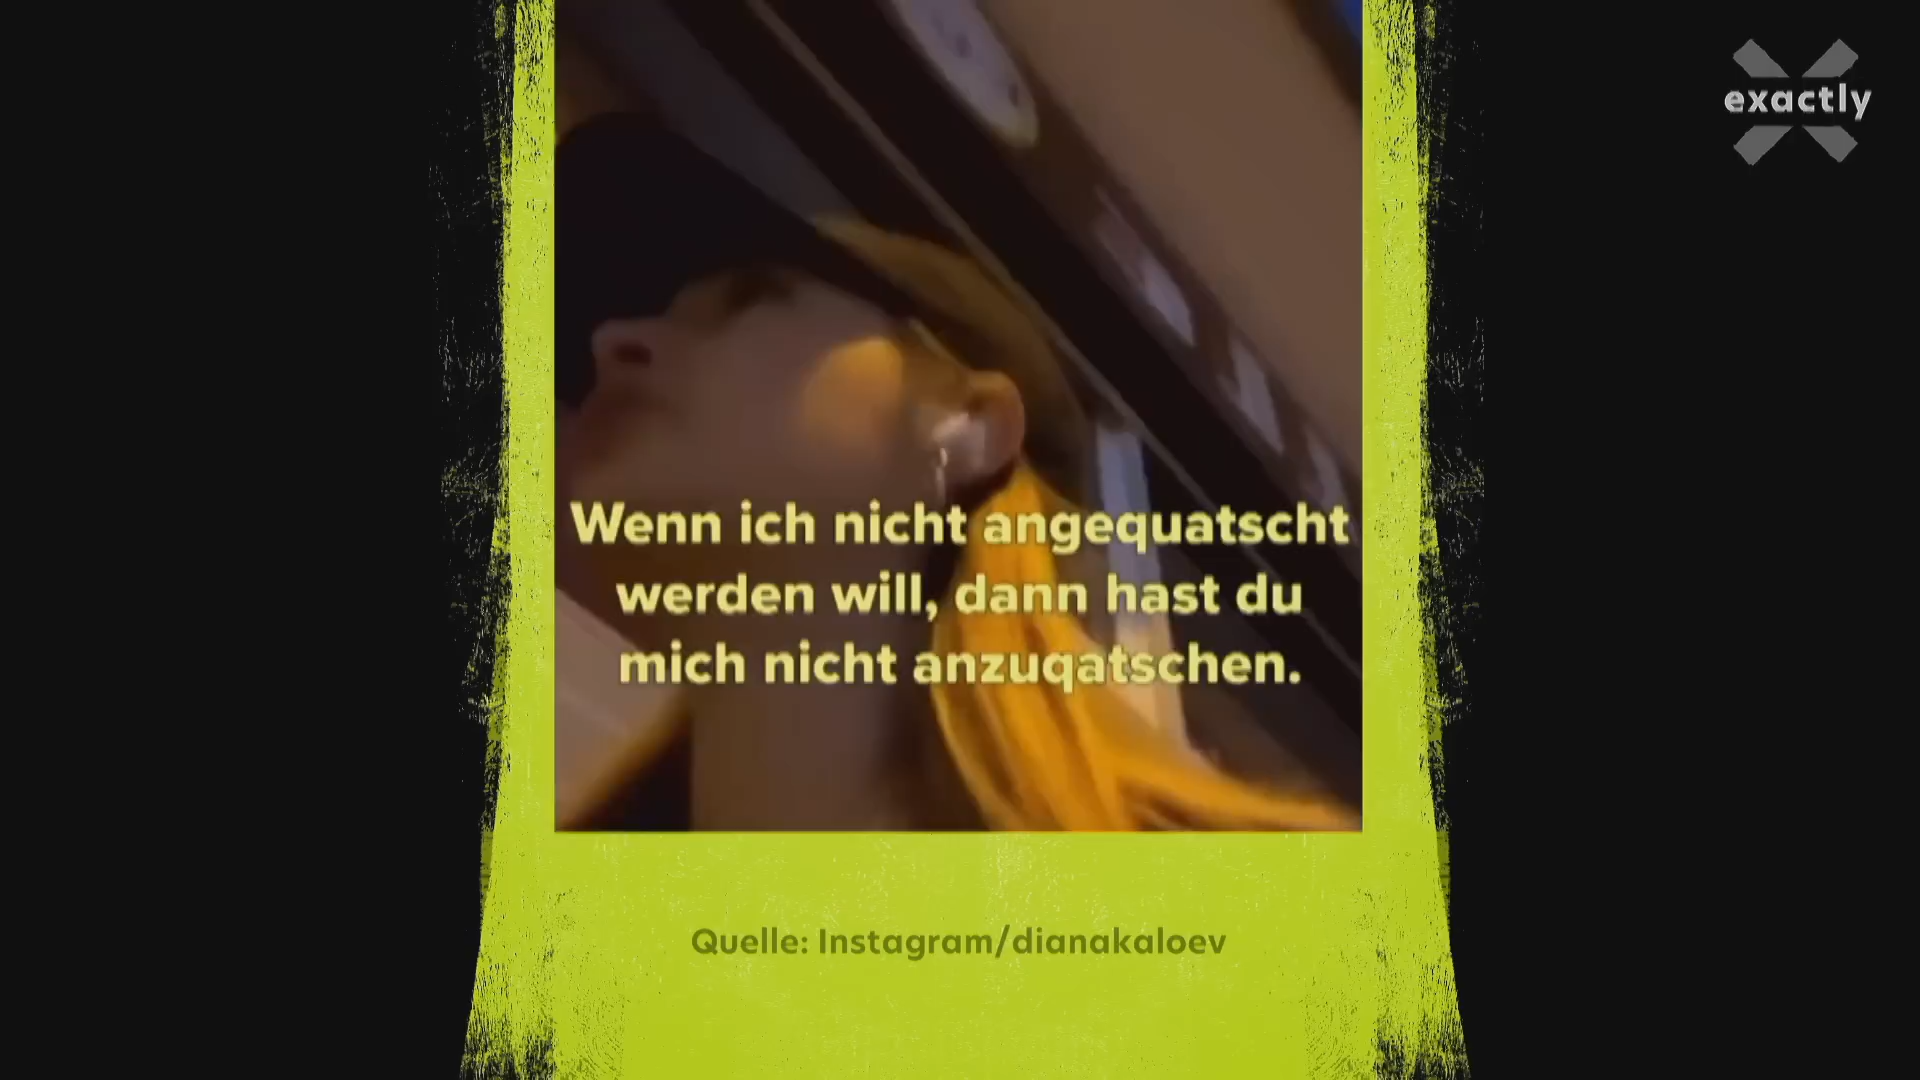 exactly
Wenn ich nicht angequatscht
werden will, dann hast du
mich nicht anzuqatschen.
Quelle: Instagram/dianakaloev